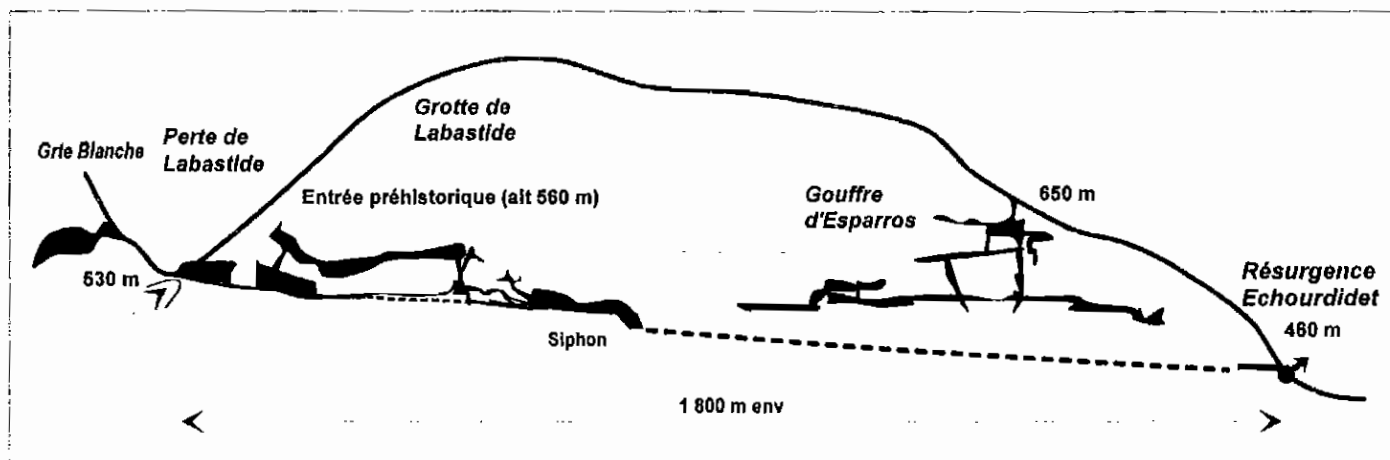 Grotte de
Labastide
Perte de
Labastide
Grie Blanche
Entrée préhistorique (alt 560 m)
Gouffre
d'Esparros
650 m
Résurgence
Echourdidet
460 m
530 m
Siphon
1 800 m env